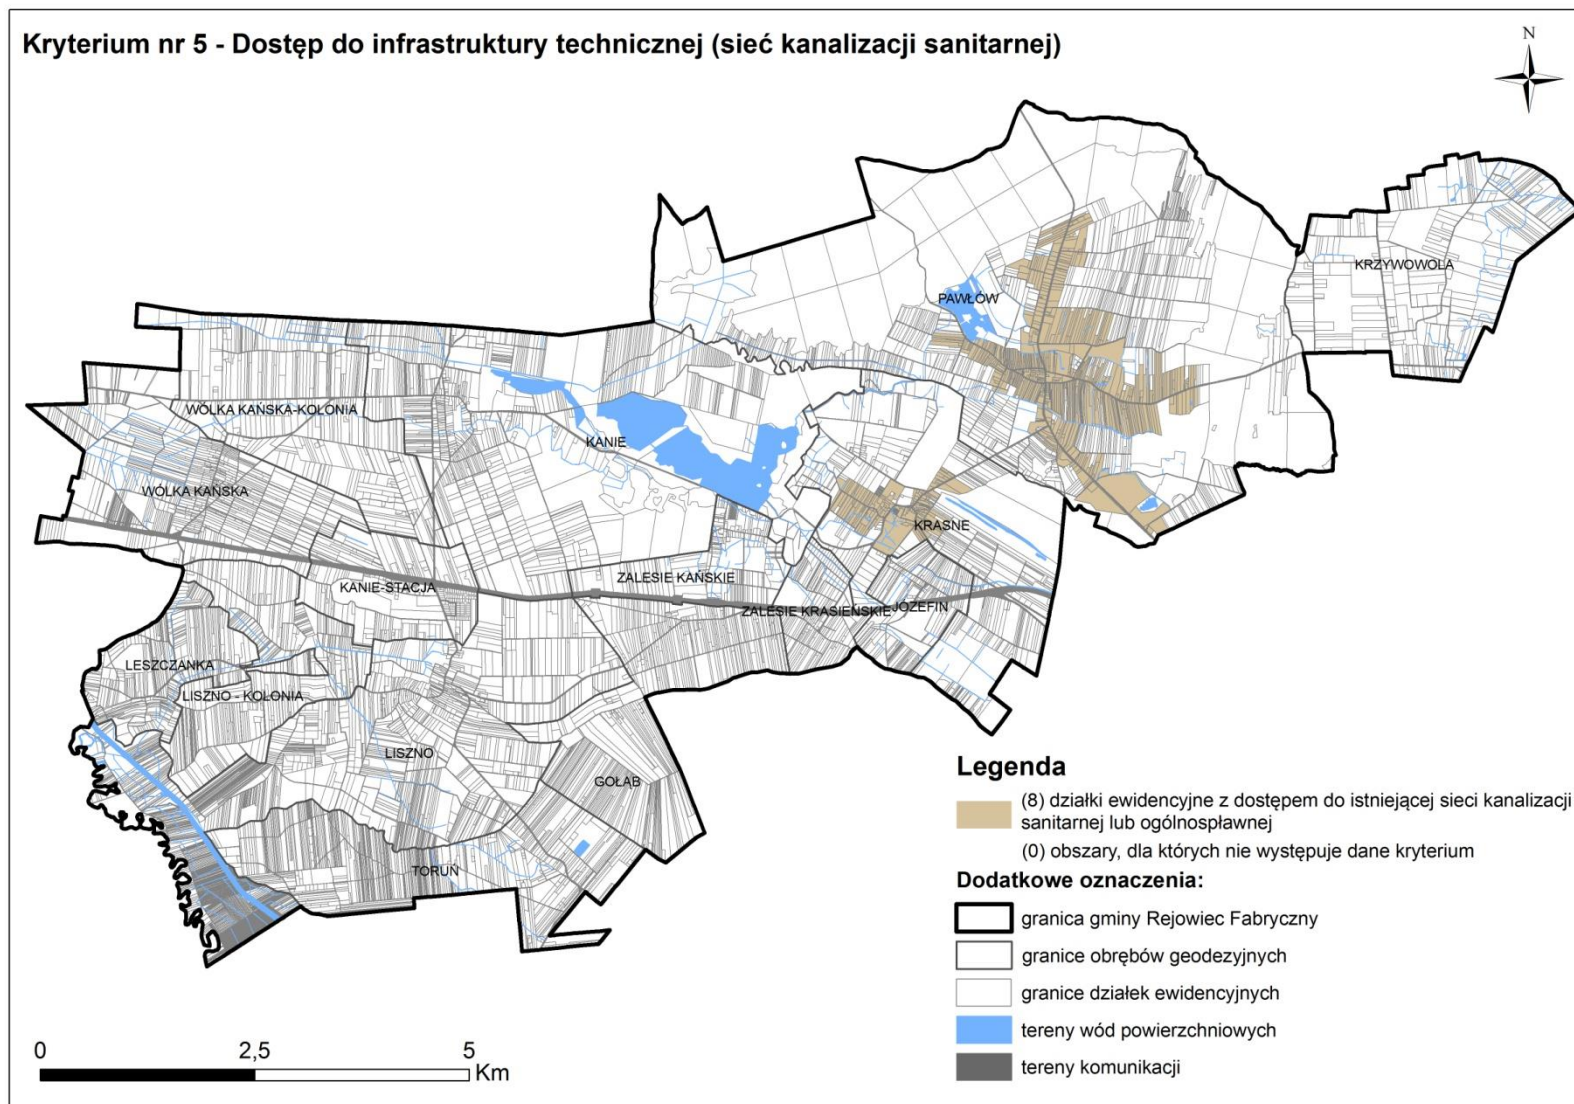 Kryterium nr 5 - Dostęp do infrastruktury technicznej (sieć kanalizacji sanitarnej)
N
KRZYWOWOLA
PAWŁÓW
WÓLKA KAŃSKA-KOLONIA
KANIE
WÓLKA KAŃSKA
KRASNE
ZALESIE KAŃSKIE
KANIE-STACJA
ZALESIE KRASIEŃSKIE
JÓZEFIN
LESZCZANKA
LISZNO - KOLONIA
LISZNO
GOŁĄB
TORUŃ
Legenda
(8) działki ewidencyjne z dostępem do istniejącej sieci kanalizacji
sanitarnej lub ogólnospławnej
(0) obszary, dla których nie występuje dane kryterium
Dodatkowe oznaczenia:
granica gminy Rejowiec Fabryczny
granice obrębów geodezyjnych
granice działek ewidencyjnych
tereny wód powierzchniowych
tereny komunikacji
0 2,5 5
Km